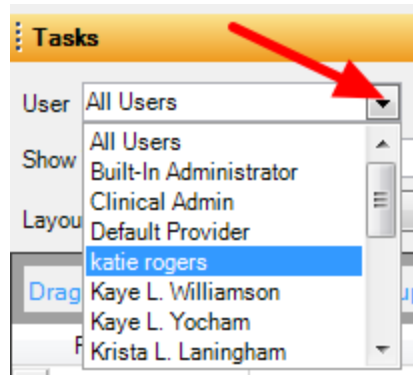 Tasks
User All Users
All Users
Show Built-In Administrator
Clinical Admin
Layou Default Provider
katie rogers
Drag Kaye L. Williamson
Kaye L. Yocham
Krista L. Laningham